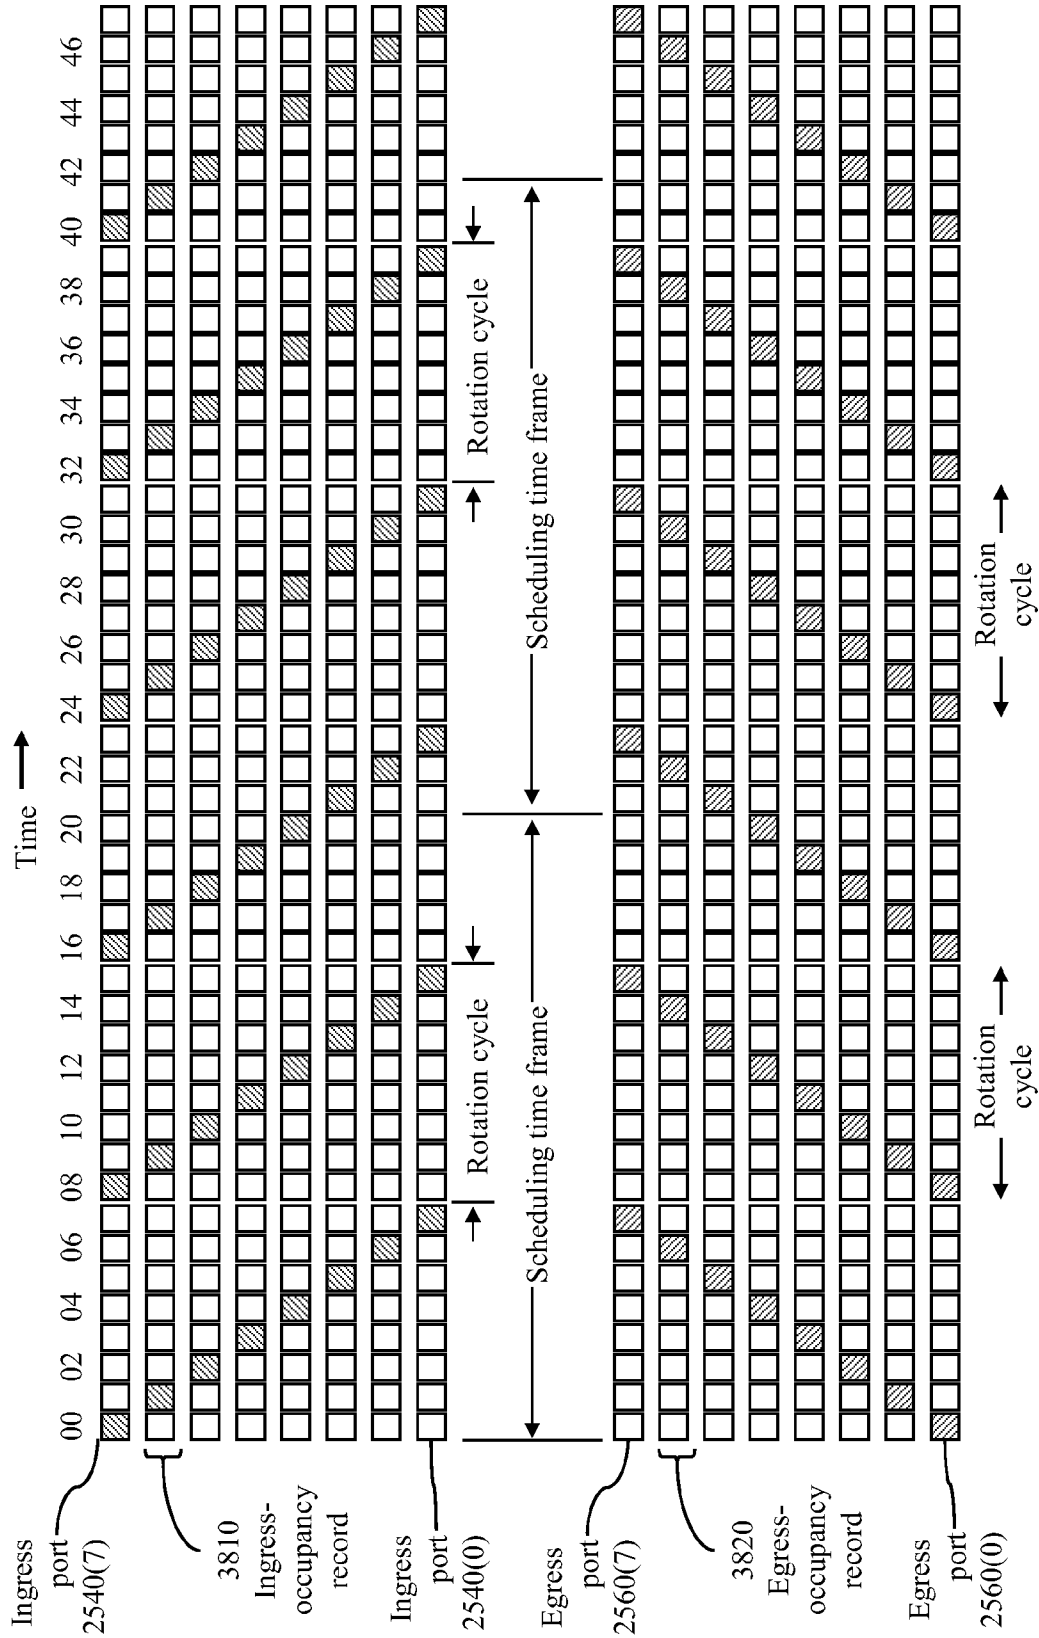 Time
00 02 04 06 08 10 12 14 16 18 20 22 24 26 28 30 32 34 36 38 40 42 44 46
Ingress
port
2540(7)
3810
Ingress-
occupancy
record
Ingress
port
2540(0)
Rotation cycle
Rotation cycle
Scheduling time frame
Scheduling time frame
Egress
port
2560(7)
3820
Egress-
occupancy
record
Egress
port
2560(0)
Rotation
cycle
Rotation
cycle